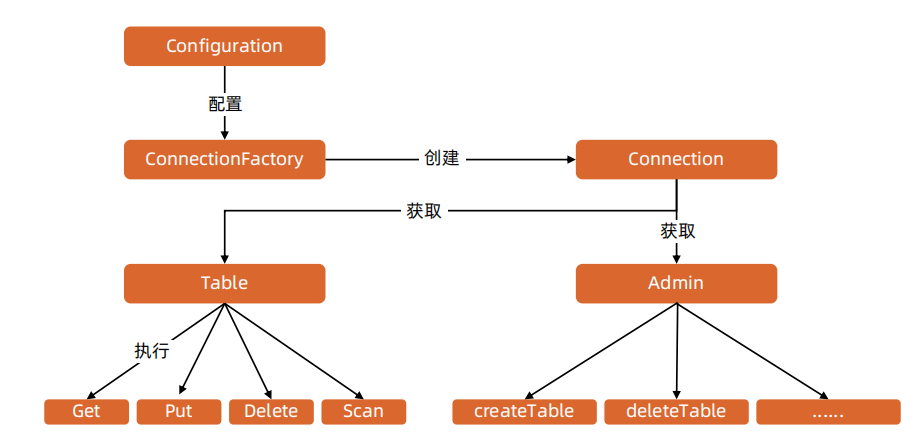 Configuration
配置
ConnectionFactory
创建
Connection
获取
获取
Table
Admin
执行
Get
Put
Delete
Scan
createTable
deleteTable
......